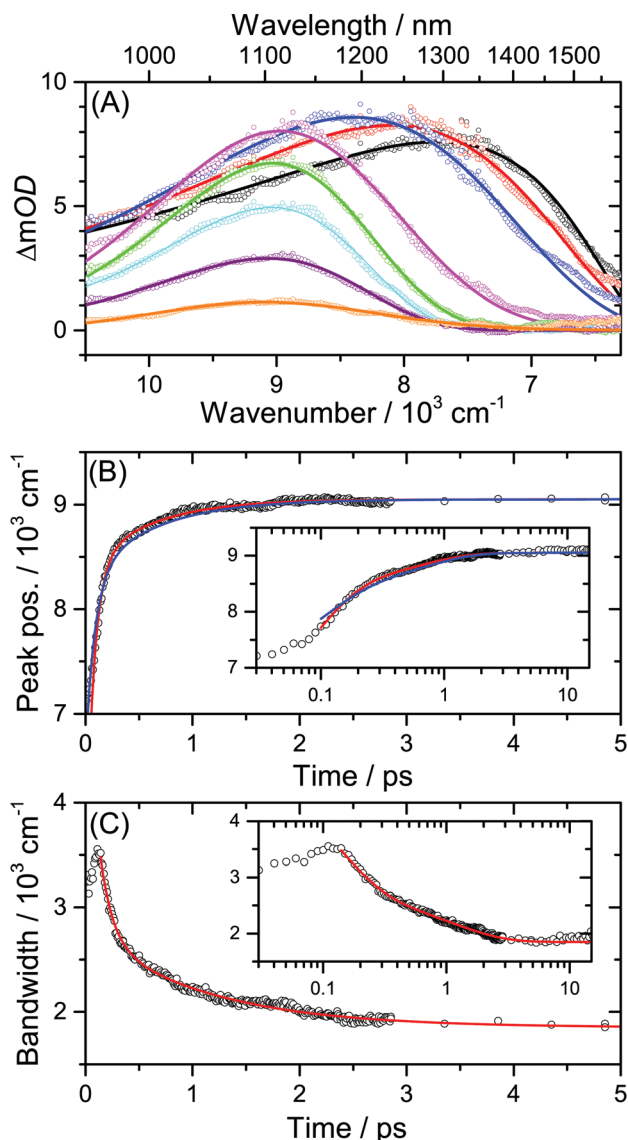 Wavelength / nm
1000 1100 1200 1300 1400 1500
(A)
10
5
0
ΔmOD
10 9 8 7
Wavenumber / 10³ cm⁻¹
(B)
9
8
7
Peak pos. / 10³ cm⁻¹
9
8
7
0.1 1 10
0 1 2 3 4 5
Time / ps
(C)
4
3
2
Bandwidth / 10³ cm⁻¹
4
3
2
0.1 1 10
0 1 2 3 4 5
Time / ps